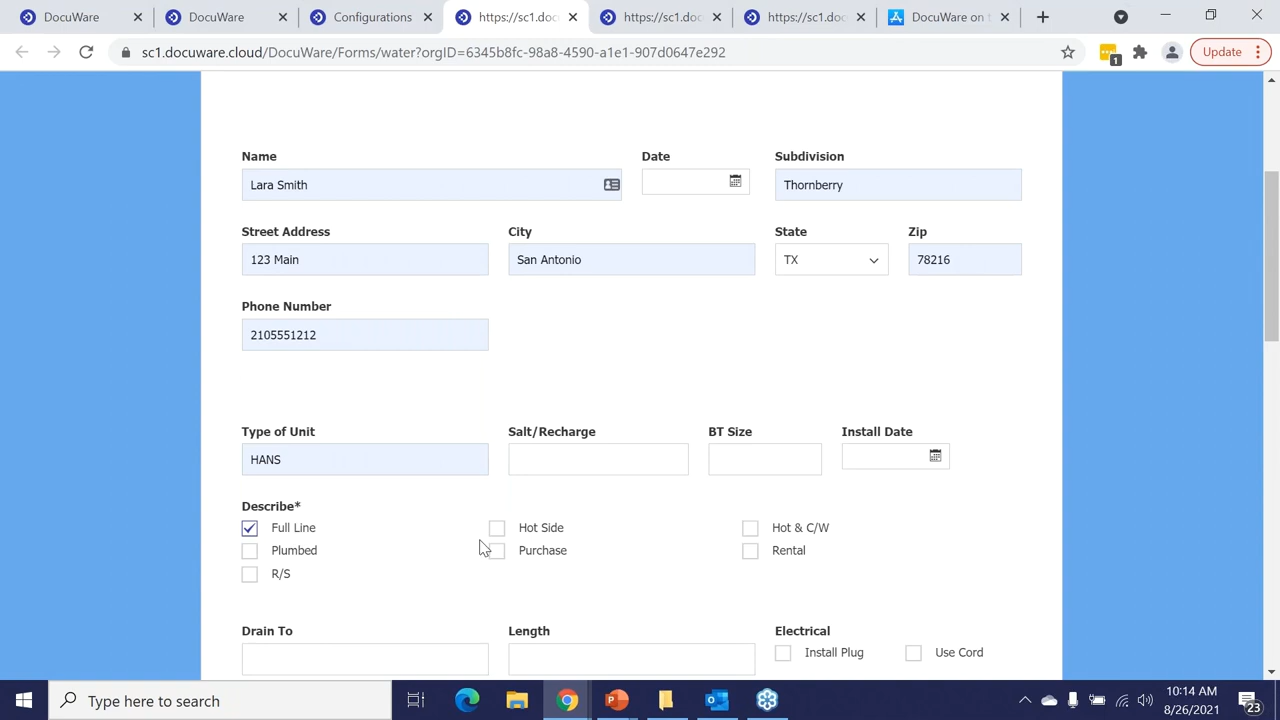 DocuWare
DocuWare
Configurations
https://sc1.doc
https://sc1.doc
https://sc1.doc
DocuWare on t
sc1.docuware.cloud/DocuWare/Forms/water?orgID=6345b8fc-98a8-4590-a1e1-907d0647e292
1
Update
Name
Date
Subdivision
Lara Smith
Thornberry
Street Address
City
State
Zip
123 Main
San Antonio
TX
78216
Phone Number
2105551212
Type of Unit
Salt/Recharge
BT Size
Install Date
HANS
Describe*
Full Line
Hot Side
Hot & C/W
Plumbed
Purchase
Rental
R/S
Drain To
Length
Electrical
Install Plug
Use Cord
Type here to search
10:14 AM
8/26/2021
23